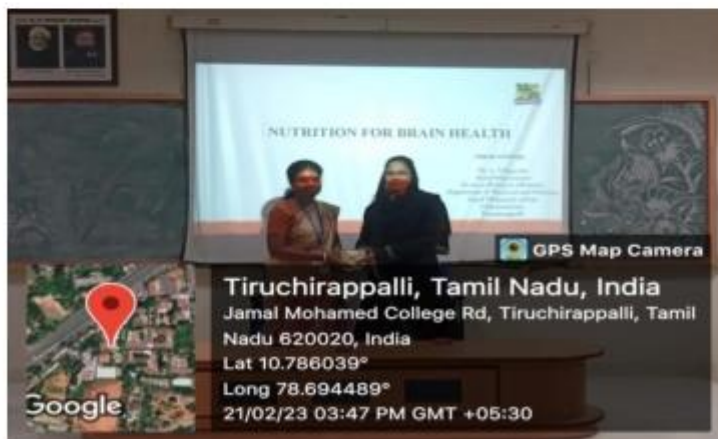 NUTRITION FOR BRAIN HEALTH
GPS Map Camera
Tiruchirappalli, Tamil Nadu, India
Jamal Mohamed College Rd, Tiruchirappalli, Tamil
Nadu 620020, India
Lat 10.786039°
Long 78.694489°
21/02/23 03:47 PM GMT +05:30
Google